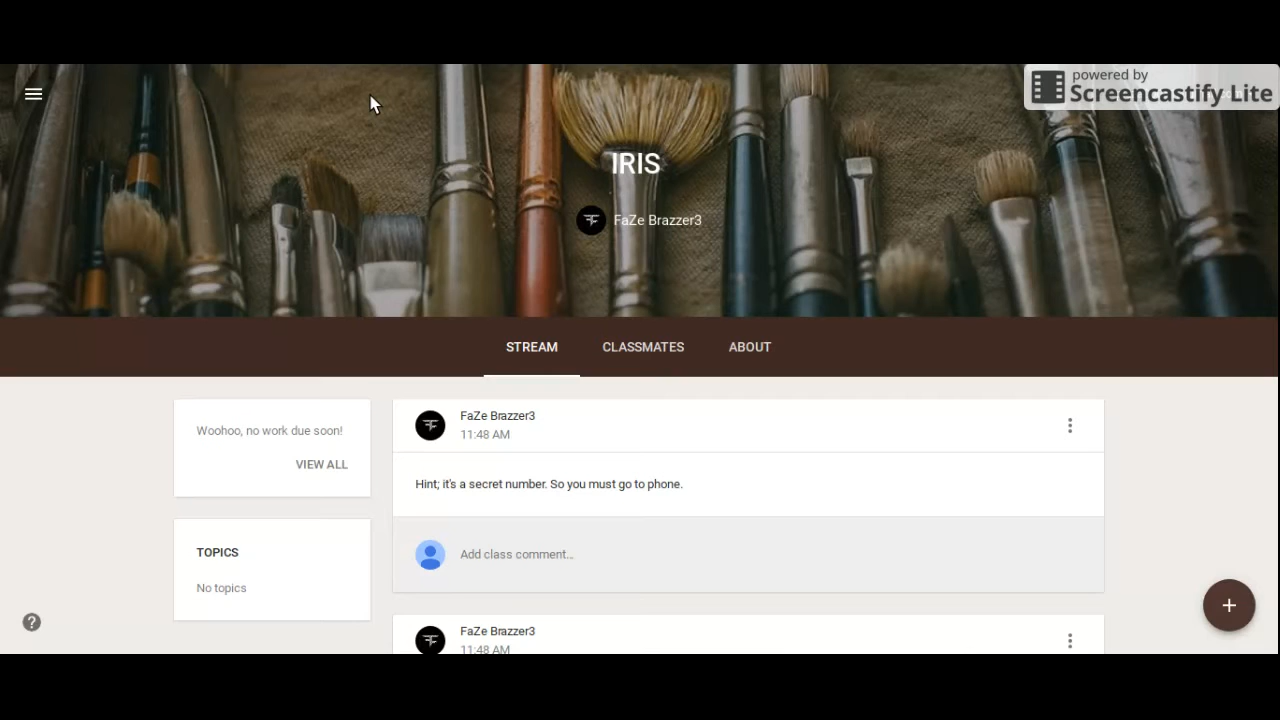 powered by
Screencastify Lite
IRIS
FaZe Brazzer3
STREAM CLASSMATES ABOUT
Woohoo, no work due soon!
VIEW ALL
TOPICS
No topics
FaZe Brazzer3
11:48 AM
Hint; it's a secret number. So you must go to phone.
Add class comment…
FaZe Brazzer3
11:48 AM